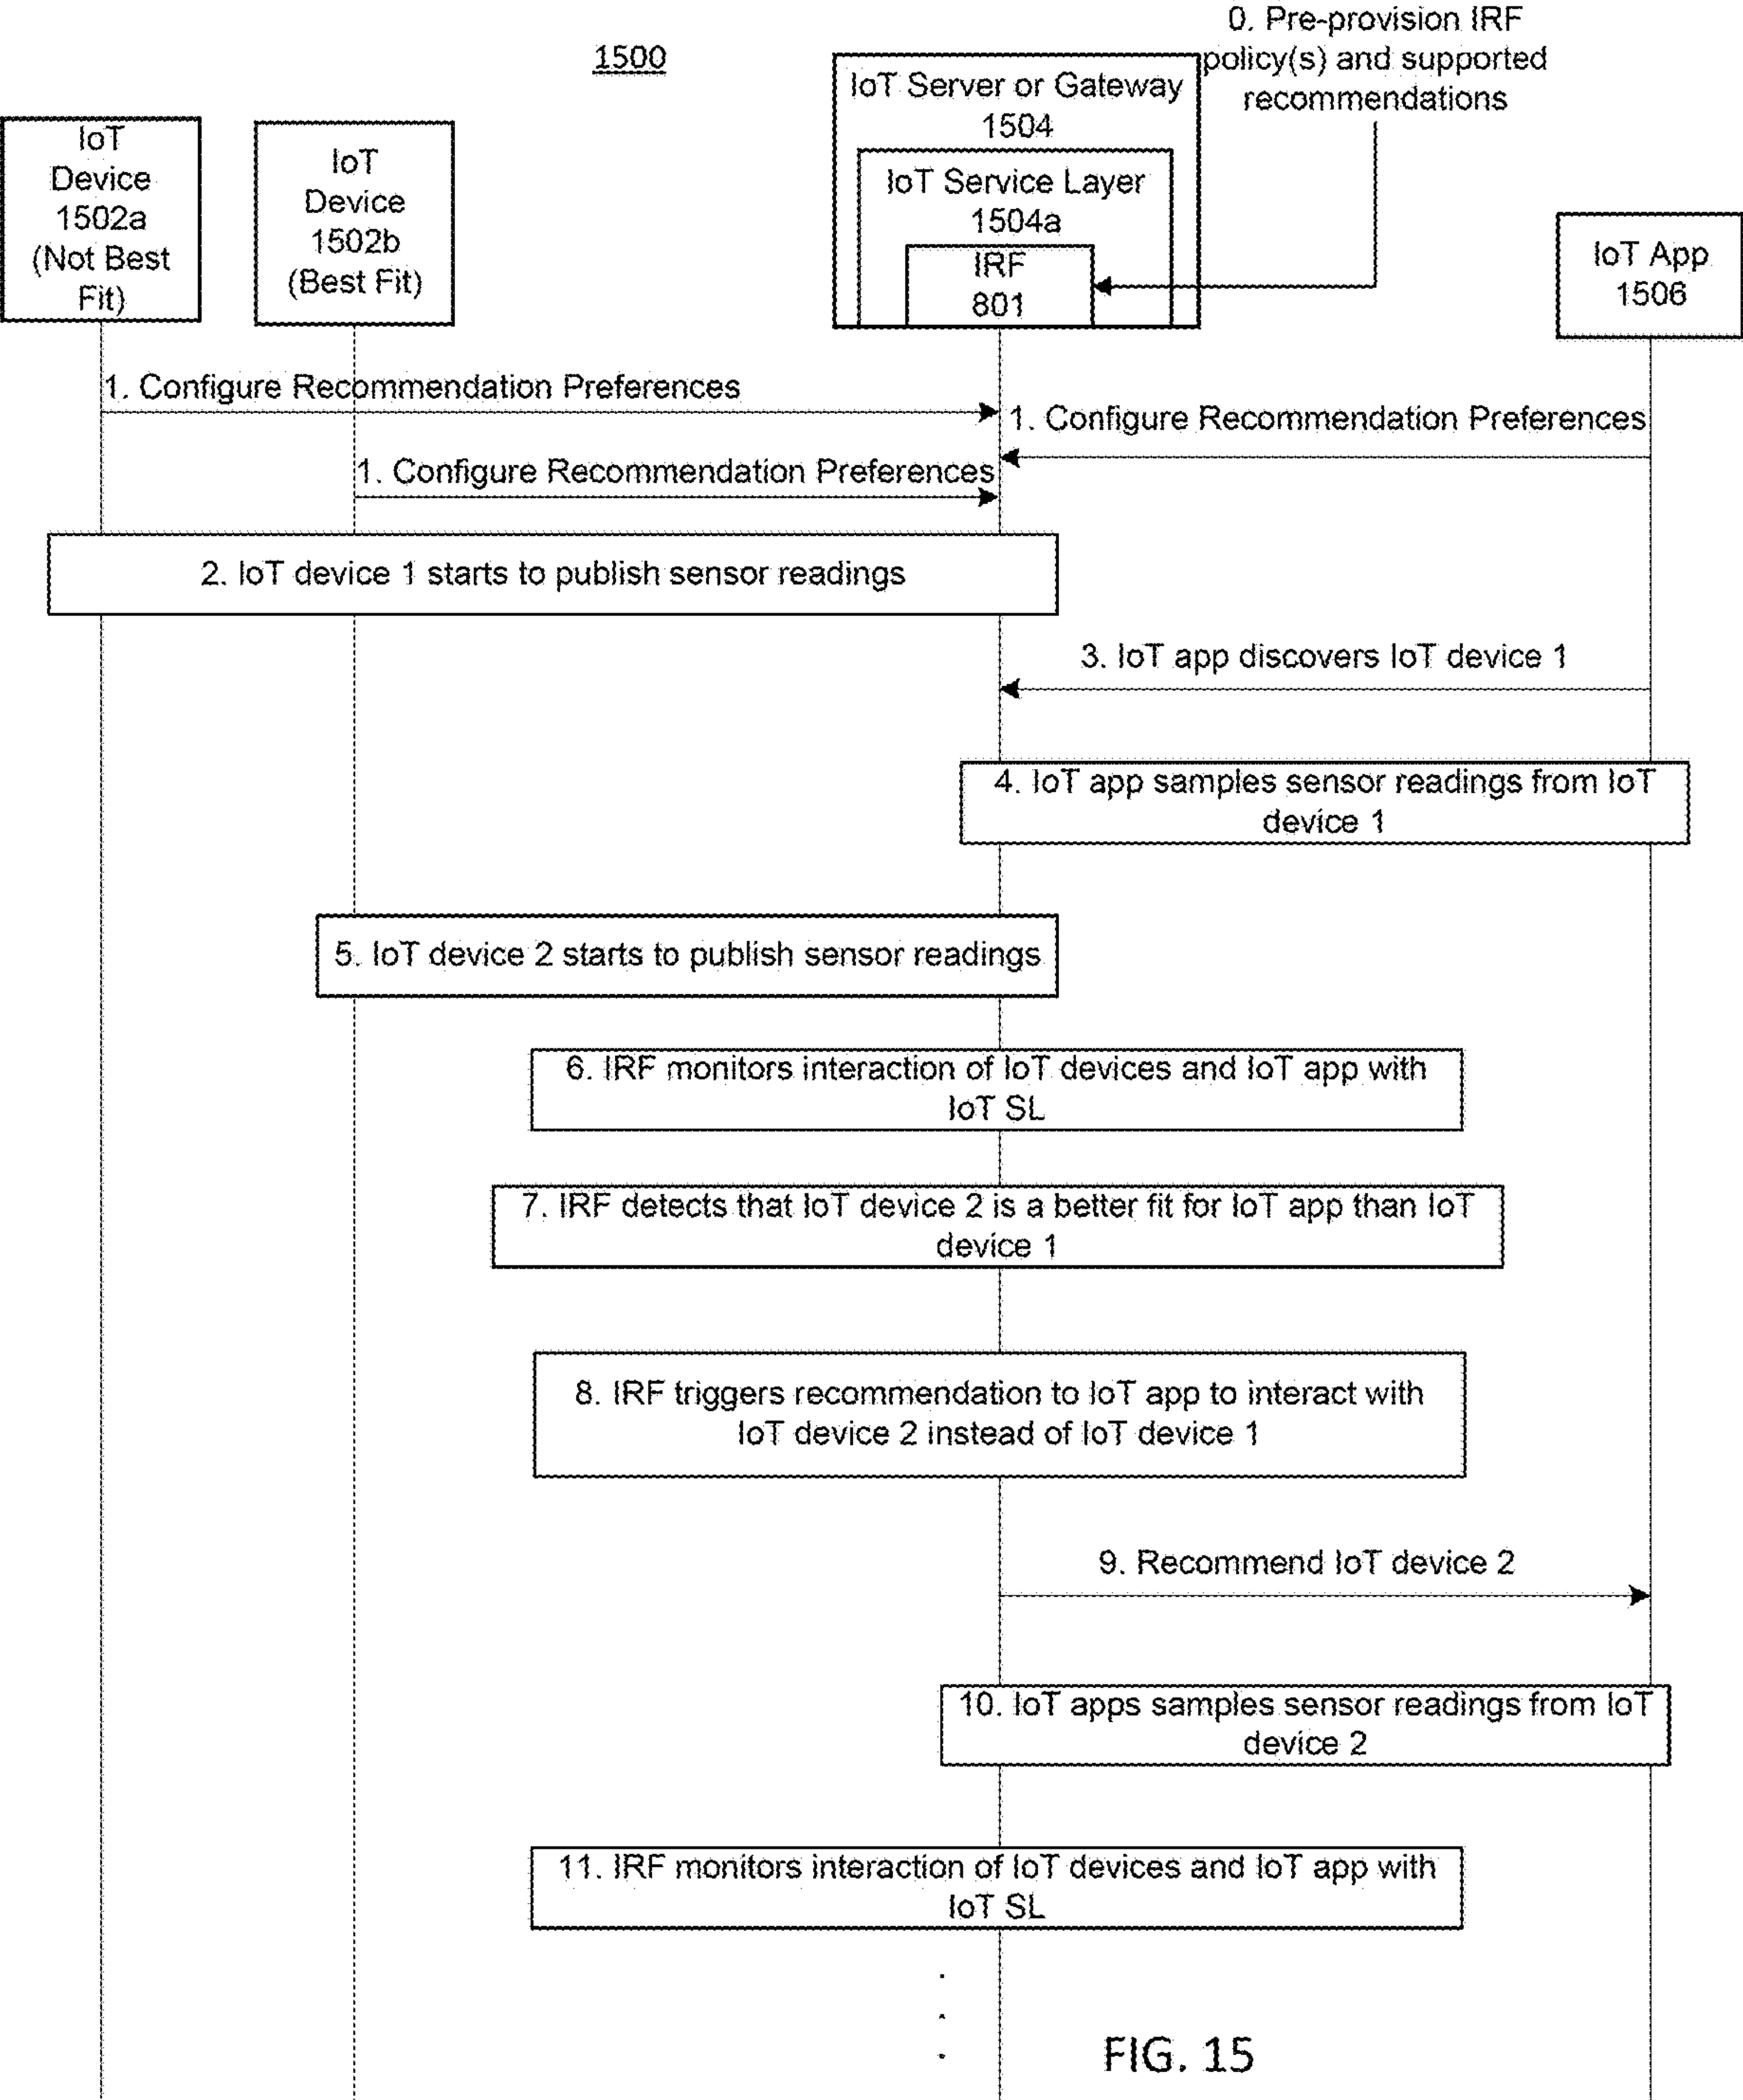 1500
0. Pre-provision IRF
policy(s) and supported
recommendations
IoT Server or Gateway
1504
IoT Service Layer
1504a
IRF
801
IoT
Device
1502a
(Not Best
Fit)
IoT
Device
1502b
(Best Fit)
IoT App
1506
1. Configure Recommendation Preferences
1. Configure Recommendation Preferences
1. Configure Recommendation Preferences
2. IoT device 1 starts to publish sensor readings
3. IoT app discovers IoT device 1
4. IoT app samples sensor readings from IoT
device 1
5. IoT device 2 starts to publish sensor readings
6. IRF monitors interaction of IoT devices and IoT app with
IoT SL
7. IRF detects that IoT device 2 is a better fit for IoT app than IoT
device 1
8. IRF triggers recommendation to IoT app to interact with
IoT device 2 instead of IoT device 1
9. Recommend IoT device 2
10. IoT apps samples sensor readings from IoT
device 2
11. IRF monitors interaction of IoT devices and IoT app with
IoT SL
FIG. 15